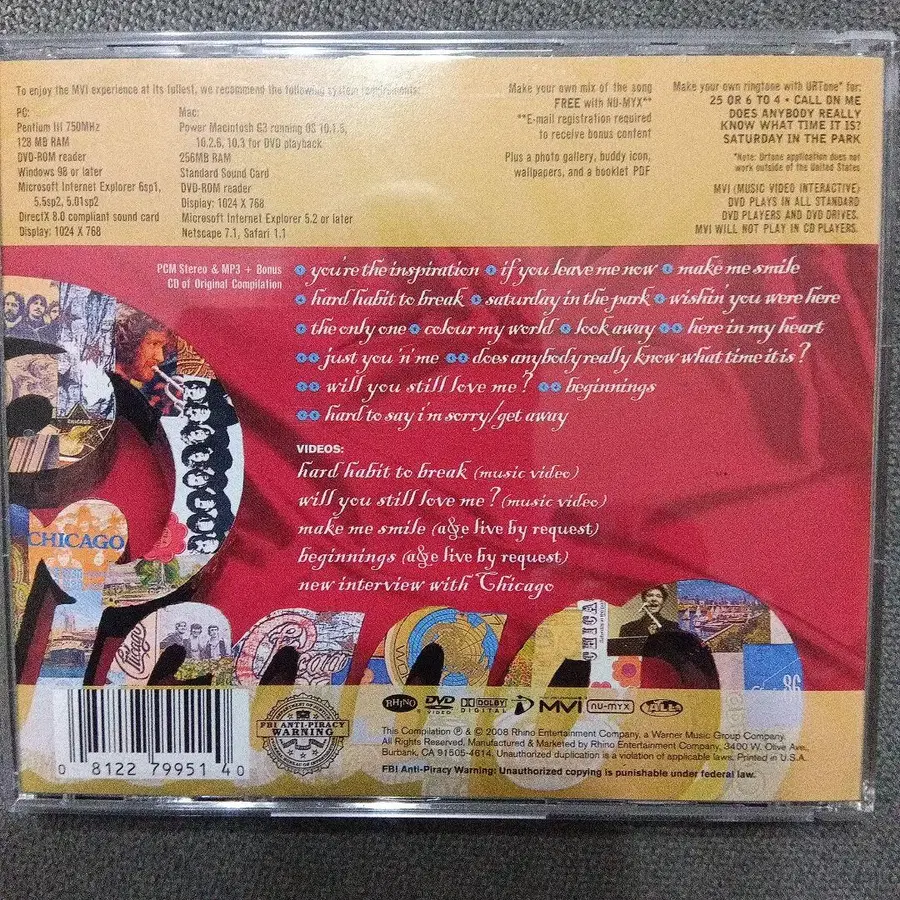 To enjoy the MVI experience at its fullest, we recommend the following system requirements:
PC:
Pentium III 750MHz
128 MB RAM
DVD-ROM reader
Windows 98 or later
Microsoft Internet Explorer 6sp1,
5.5sp2, 5.01sp2
DirectX 8.0 compliant sound card
Display: 1024 X 768
Mac:
Power Macintosh G3 running OS 10.1.5,
10.2.6, 10.3 for DVD playback
256MB RAM
Standard Sound Card
DVD-ROM reader
Display: 1024 X 768
Microsoft Internet Explorer 5.2 or later
Netscape 7.1, Safari 1.1
Make your own mix of the song
FREE with NU-MYX**
**E-mail registration required
to receive bonus content
Plus a photo gallery, buddy icon,
wallpapers, and a booklet PDF
Make your own ringtone with URTone* for:
25 OR 6 TO 4 • CALL ON ME
DOES ANYBODY REALLY
KNOW WHAT TIME IT IS?
SATURDAY IN THE PARK
*Note: Urtone application does not
work outside of the United States
MVI (MUSIC VIDEO INTERACTIVE)
DVD PLAYS IN ALL STANDARD
DVD PLAYERS AND DVD DRIVES.
MVI WILL NOT PLAY IN CD PLAYERS.
PCM Stereo & MP3 + Bonus
CD of Original Compilation
you're the inspiration if you leave me now make me smile
hard habit to break saturday in the park wishin' you were here
the only one colour my world look away here in my heart
just you 'n' me does anybody really know what time it is?
will you still love me? beginnings
hard to say i'm sorry/get away
VIDEOS:
hard habit to break (music video)
will you still love me? (music video)
make me smile (a&e live by request)
beginnings (a&e live by request)
new interview with Chicago
CHICAGO
CHICAGO
Chicago
Chicago
CHICA
86
0 81227 99514 0
FBI ANTI-PIRACY
WARNING
RHINO
DVD
VIDEO
DOLBY
DIGITAL
MVI
NU-MYX
This Compilation ℗ & © 2008 Rhino Entertainment Company, a Warner Music Group Company.
All Rights Reserved. Manufactured & Marketed by Rhino Entertainment Company, 3400 W. Olive Ave.,
Burbank, CA 91505-4614. Unauthorized duplication is a violation of applicable laws. Printed in U.S.A.
FBI Anti-Piracy Warning: Unauthorized copying is punishable under federal law.